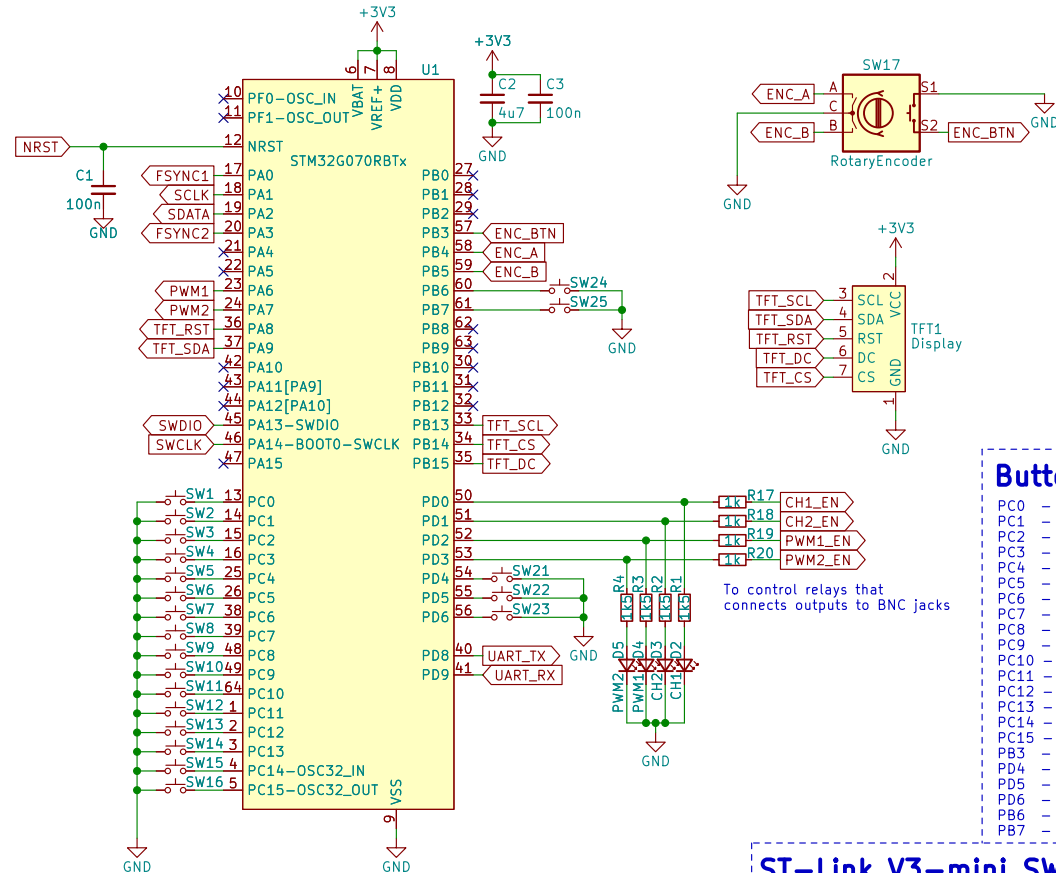 +3V3
+3V3
U1
6 7 8
VBAT VREF+ VDD
C2
4u7
C3
100n
GND
10 PF0-OSC_IN
11 PF1-OSC_OUT
NRST
12 NRST
STM32G070RBTx
C1
100n
GND
FSYNC1 17 PA0
SCLK 18 PA1
SDATA 19 PA2
FSYNC2 20 PA3
21 PA4
22 PA5
PWM1 23 PA6
PWM2 24 PA7
TFT_RST 36 PA8
TFT_SDA 37 PA9
42 PA10
43 PA11[PA9]
44 PA12[PA10]
SWDIO 45 PA13-SWDIO
SWCLK 46 PA14-BOOT0-SWCLK
47 PA15
SW1 13 PC0
SW2 14 PC1
SW3 15 PC2
SW4 16 PC3
SW5 25 PC4
SW6 26 PC5
SW7 38 PC6
SW8 39 PC7
SW9 48 PC8
SW10 49 PC9
SW11 64 PC10
SW12 1 PC11
SW13 2 PC12
SW14 3 PC13
SW15 4 PC14-OSC32_IN
SW16 5 PC15-OSC32_OUT
GND
VSS
9
GND
PB0 27
PB1 28
PB2 29
PB3 57 ENC_BTN
PB4 58 ENC_A
PB5 59 ENC_B
PB6 60 SW24
PB7 61 SW25
PB8 62
PB9 63
PB10 30
PB11 31
PB12 32
PB13 33 TFT_SCL
PB14 34 TFT_CS
PB15 35 TFT_DC
GND
PD0 50 R17 1k CH1_EN
PD1 51 R18 1k CH2_EN
PD2 52 R19 1k PWM1_EN
PD3 53 R20 1k PWM2_EN
PD4 54 SW21
PD5 55 SW22
PD6 56 SW23
GND
PD8 40 UART_TX
PD9 41 UART_RX
R4 R3 R2 R1
1k5 1k5 1k5 1k5
D5 D4 D3 D2
PWM2 PWM1 CH2 CH1
GND
To control relays that
connects outputs to BNC jacks
SW17
ENC_A A S1
C
ENC_B B S2 ENC_BTN
RotaryEncoder
GND
GND
+3V3
2
VCC
TFT_SCL 3 SCL
TFT_SDA 4 SDA
TFT_RST 5 RST
TFT_DC 6 DC
TFT_CS 7 CS
TFT1
Display
GND
1
GND
PC0 -
PC1 -
PC2 -
PC3 -
PC4 -
PC5 -
PC6 -
PC7 -
PC8 -
PC9 -
PC10 -
PC11 -
PC12 -
PC13 -
PC14 -
PC15 -
PB3 -
PD4 -
PD5 -
PD6 -
PB6 -
PB7 -
ST-Link V3-mini